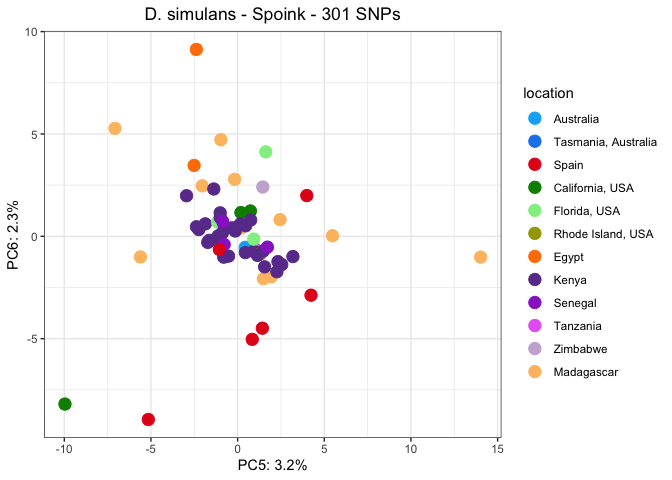 D. simulans - Spoink - 301 SNPs
10
5
0
-5
PC6: 2.3%
-10
-5
0
5
10
15
PC5: 3.2%
location
Australia
Tasmania, Australia
Spain
California, USA
Florida, USA
Rhode Island, USA
Egypt
Kenya
Senegal
Tanzania
Zimbabwe
Madagascar